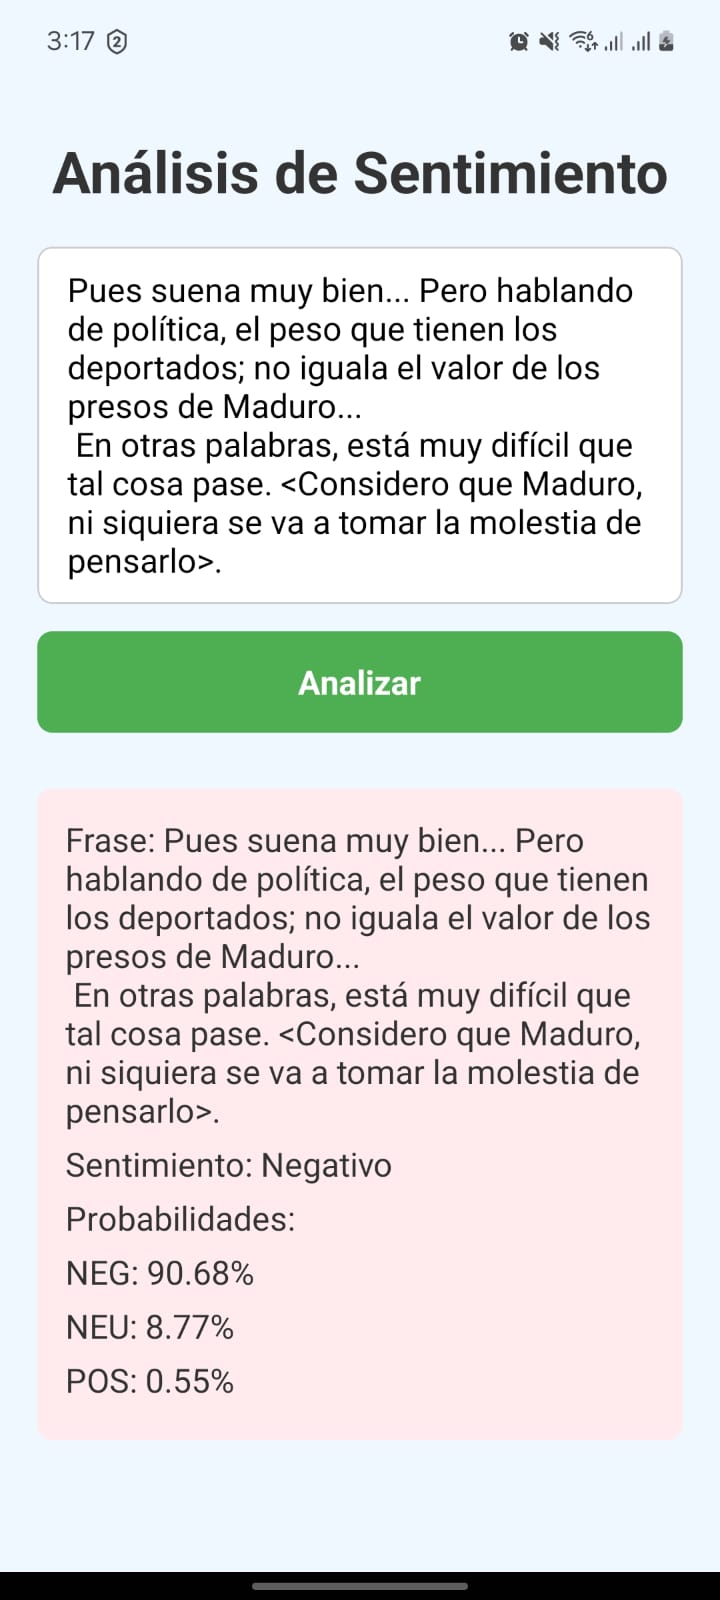 3:17 2
Análisis de Sentimiento
Pues suena muy bien... Pero hablando
de política, el peso que tienen los
deportados; no iguala el valor de los
presos de Maduro...
En otras palabras, está muy difícil que
tal cosa pase. <Considero que Maduro,
ni siquiera se va a tomar la molestia de
pensarlo>.
Analizar
Frase: Pues suena muy bien... Pero
hablando de política, el peso que tienen
los deportados; no iguala el valor de los
presos de Maduro...
En otras palabras, está muy difícil que
tal cosa pase. <Considero que Maduro,
ni siquiera se va a tomar la molestia de
pensarlo>.
Sentimiento: Negativo
Probabilidades:
NEG: 90.68%
NEU: 8.77%
POS: 0.55%